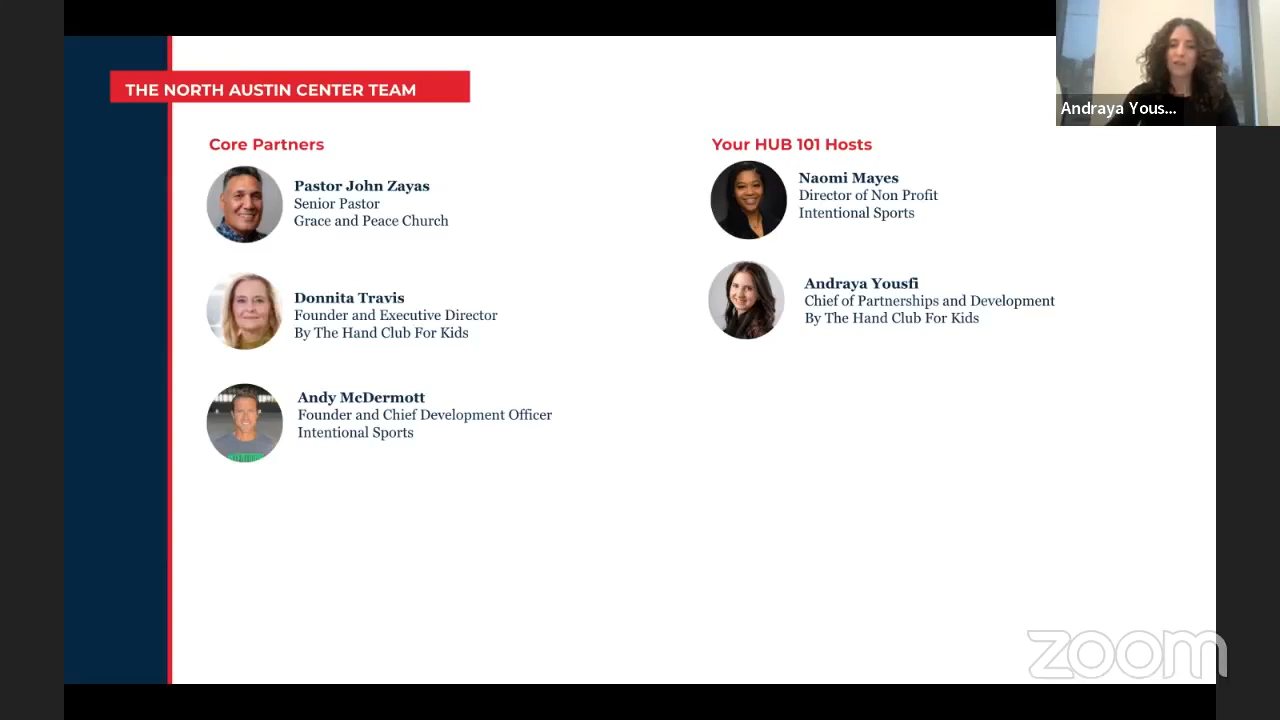 THE NORTH AUSTIN CENTER TEAM
Andraya Yous...
Core Partners
Pastor John Zayas
Senior Pastor
Grace and Peace Church
Donnita Travis
Founder and Executive Director
By The Hand Club For Kids
Andy McDermott
Founder and Chief Development Officer
Intentional Sports
Your HUB 101 Hosts
Naomi Mayes
Director of Non Profit
Intentional Sports
Andraya Yousfi
Chief of Partnerships and Development
By The Hand Club For Kids
zoom